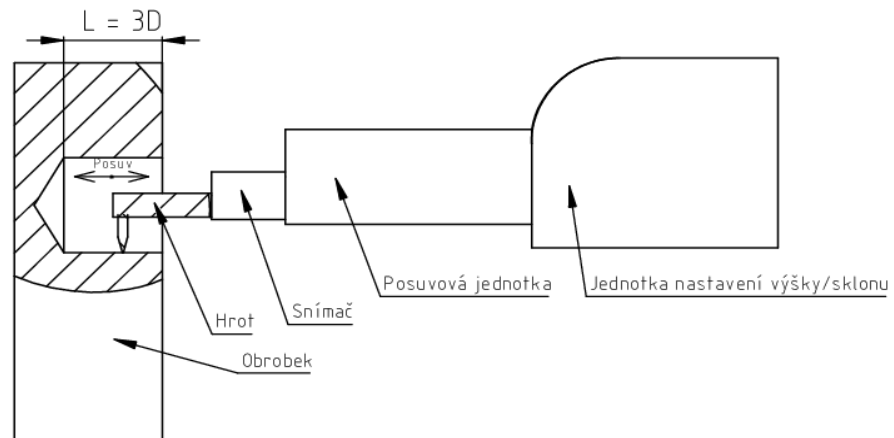 L = 3D
Posuv
Posuvová jednotka
Jednotka nastavení výšky/sklonu
Snímač
Hrot
Obrobek